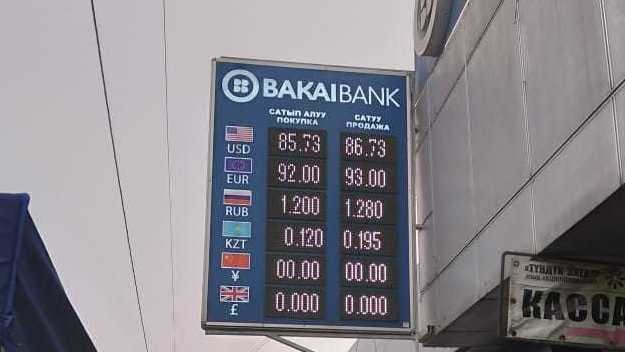 BAKAIBANK
САТЫП АЛУУ САТУУ
ПОКУПКА ПРОДАЖА
USD 85.73 86.73
EUR 92.00 93.00
RUB 1.200 1.280
KZT 0.120 0.195
¥ 00.00 00.00
£ 0.000 0.000
КАССА